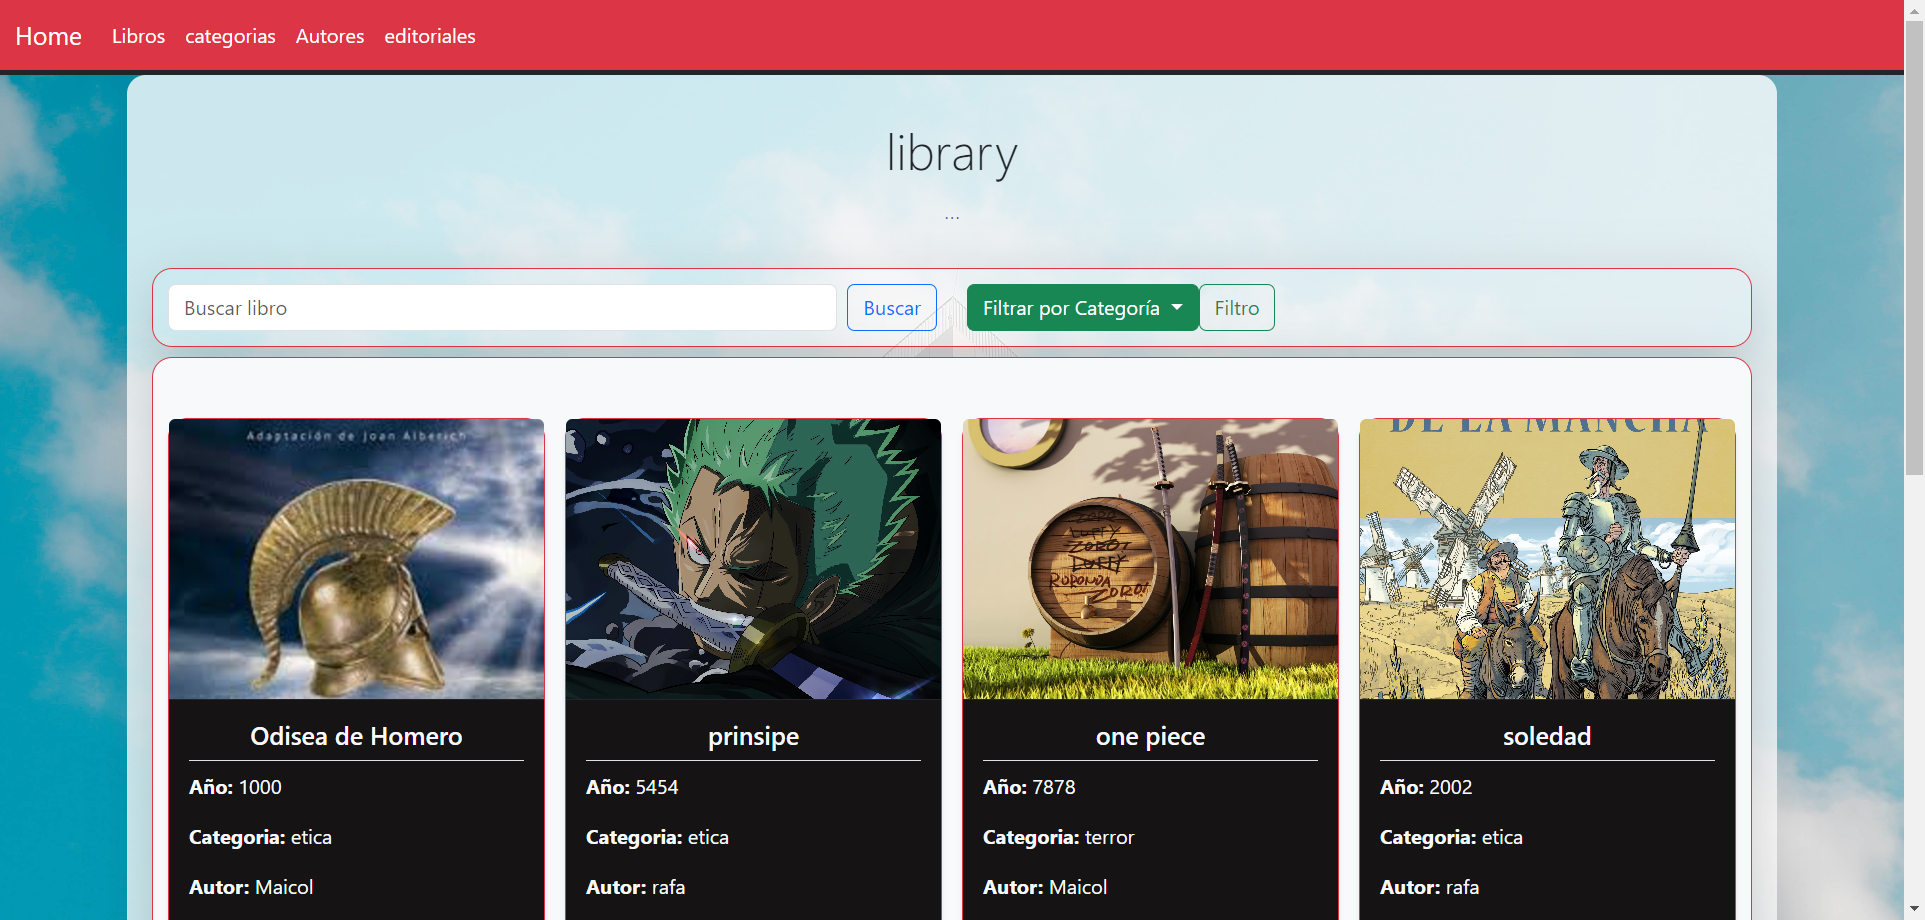 Home Libros categorias Autores editoriales
library
...
Buscar libro Buscar Filtrar por Categoría Filtro
Adaptación de Joan Alberich
LUFFY
ZORO!
LUFFY
RORONOA
ZORO!
DE LA MANCHA
Odisea de Homero
Año: 1000
Categoria: etica
Autor: Maicol
prinsipe
Año: 5454
Categoria: etica
Autor: rafa
one piece
Año: 7878
Categoria: terror
Autor: Maicol
soledad
Año: 2002
Categoria: etica
Autor: rafa